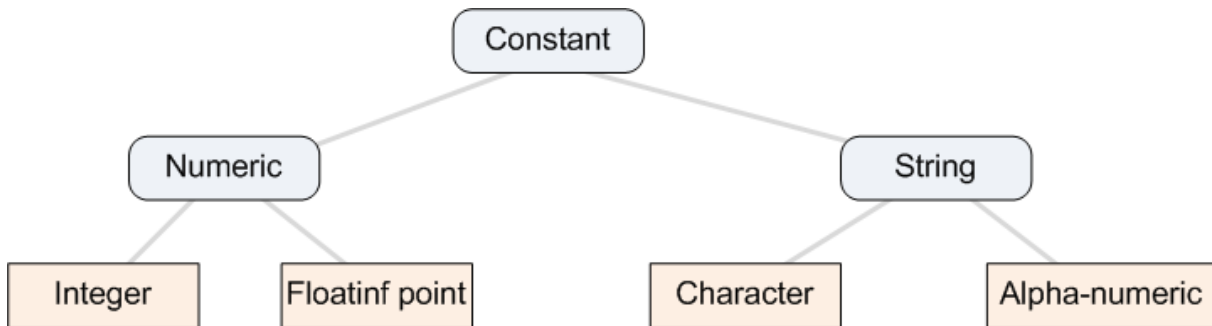 Constant
Numeric
String
Integer
Floatinf point
Character
Alpha-numeric